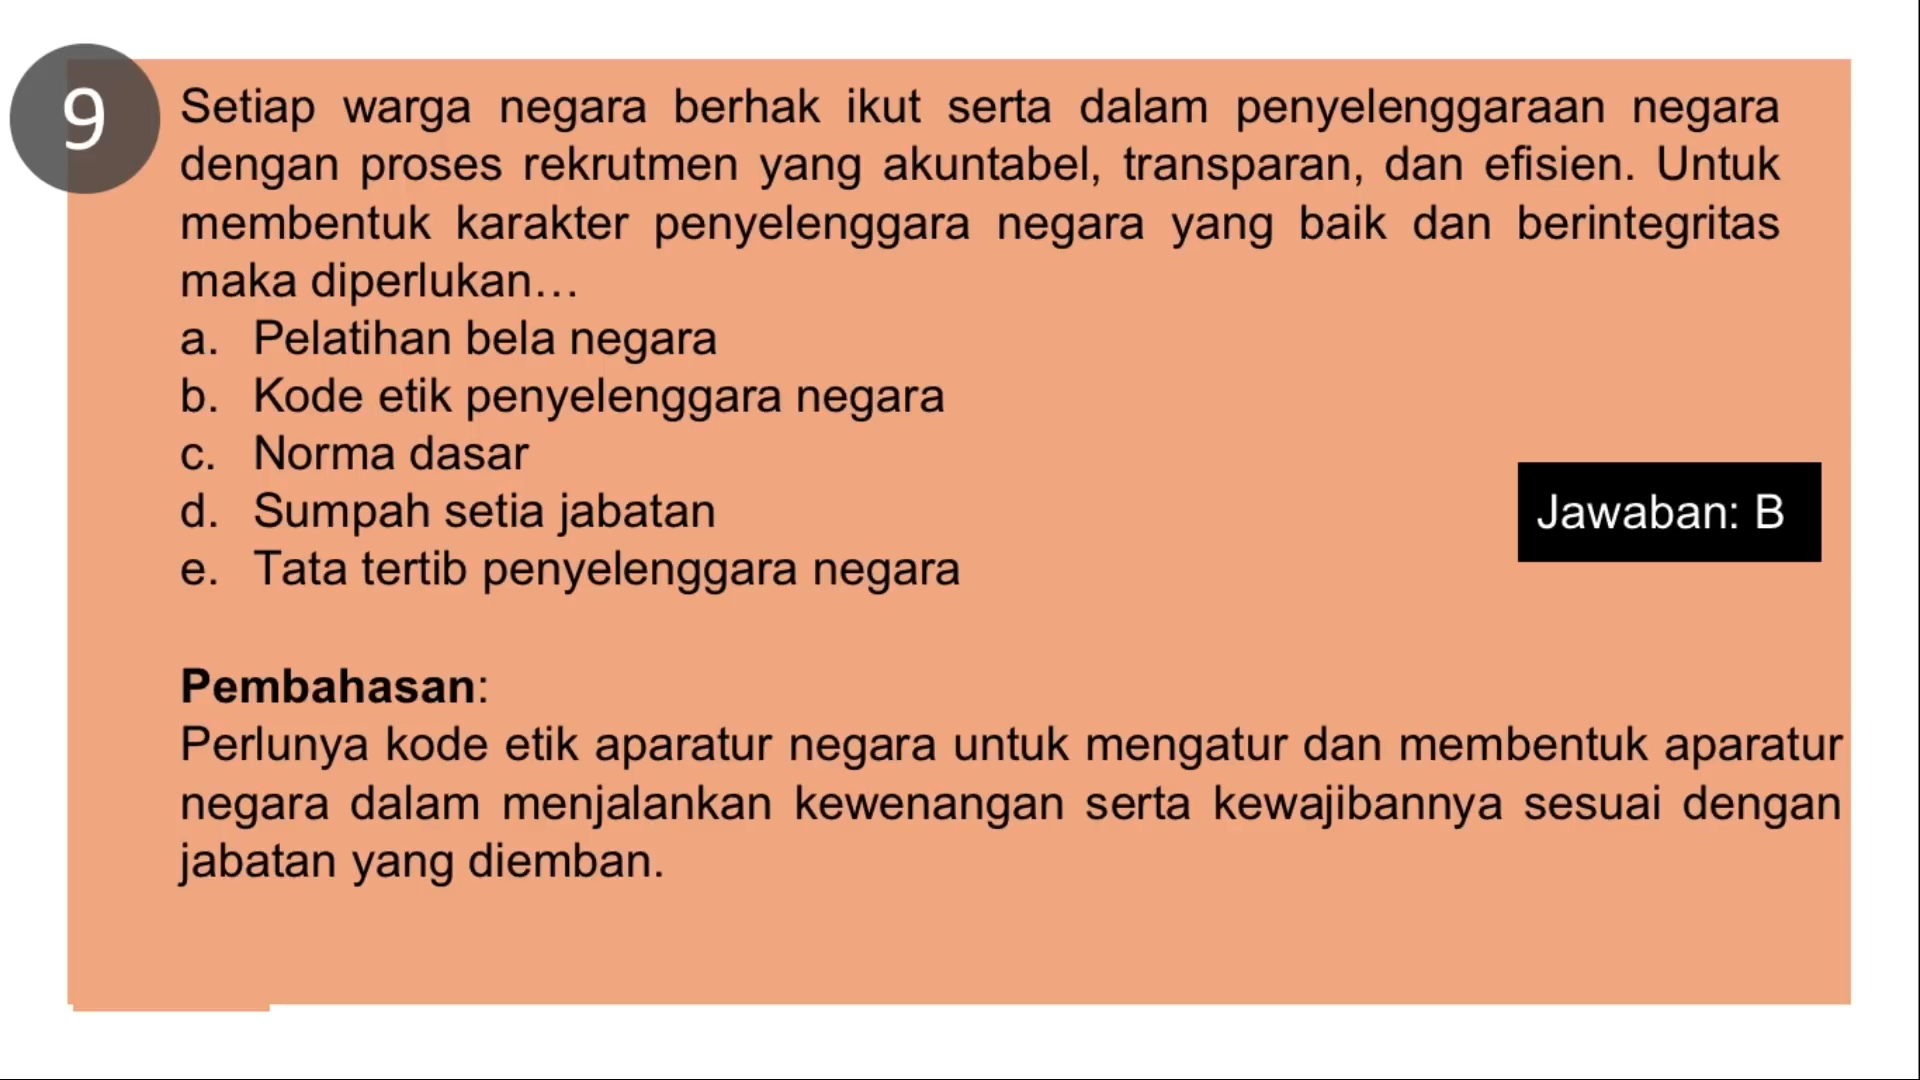 9
Setiap warga negara berhak ikut serta dalam penyelenggaraan negara
dengan proses rekrutmen yang akuntabel, transparan, dan efisien. Untuk
membentuk karakter penyelenggara negara yang baik dan berintegritas
maka diperlukan…
a. Pelatihan bela negara
b. Kode etik penyelenggara negara
c. Norma dasar
d. Sumpah setia jabatan
e. Tata tertib penyelenggara negara
Jawaban: B
Pembahasan:
Perlunya kode etik aparatur negara untuk mengatur dan membentuk aparatur
negara dalam menjalankan kewenangan serta kewajibannya sesuai dengan
jabatan yang diemban.